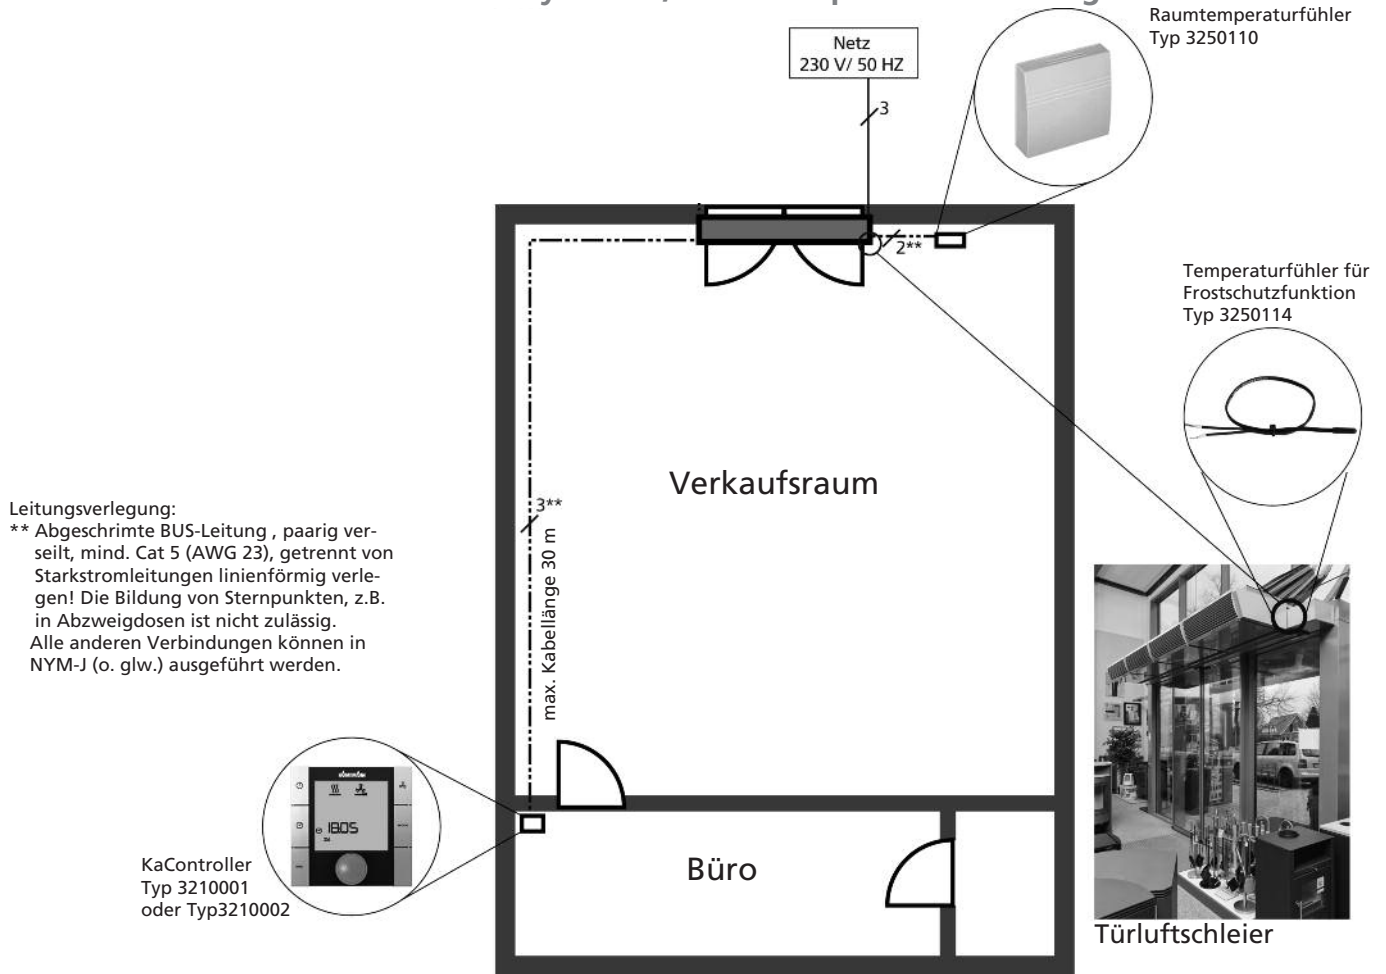 Raumtemperaturfühler
Typ 3250110
Netz
230 V/ 50 HZ
3
2**
Temperaturfühler für
Frostschutzfunktion
Typ 3250114
Verkaufsraum
3**
max. Kabellänge 30 m
Leitungsverlegung:
** Abgeschrimte BUS-Leitung , paarig ver-
seilt, mind. Cat 5 (AWG 23), getrennt von
Starkstromleitungen linienförmig verle-
gen! Die Bildung von Sternpunkten, z.B.
in Abzweigdosen ist nicht zulässig.
Alle anderen Verbindungen können in
NYM-J (o. glw.) ausgeführt werden.
18:05
KaController
Typ 3210001
oder Typ3210002
Büro
Türluftschleier